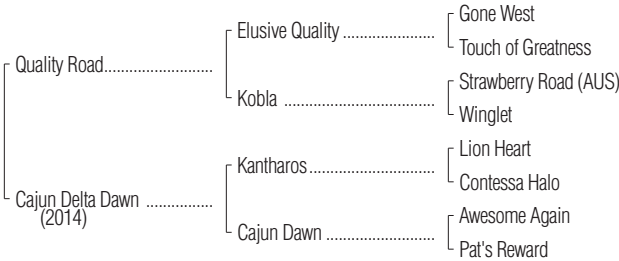 Gone West
Elusive Quality ...................
Touch of Greatness
Quality Road.......................
Strawberry Road (AUS)
Kobla ................................
Winglet
Lion Heart
Kantharos...........................
Contessa Halo
Cajun Delta Dawn ..............
(2014)
Awesome Again
Cajun Dawn .......................
Pat's Reward